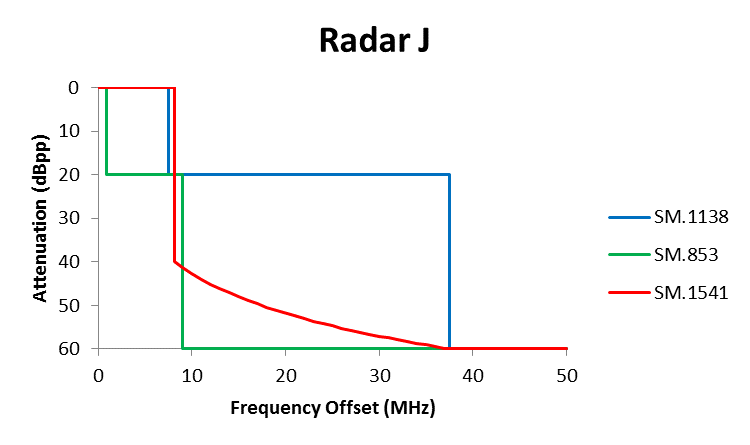 Radar J
Attenuation (dBpp)
0
10
20
30
40
50
60
0 10 20 30 40 50
Frequency Offset (MHz)
SM.1138
SM.853
SM.1541